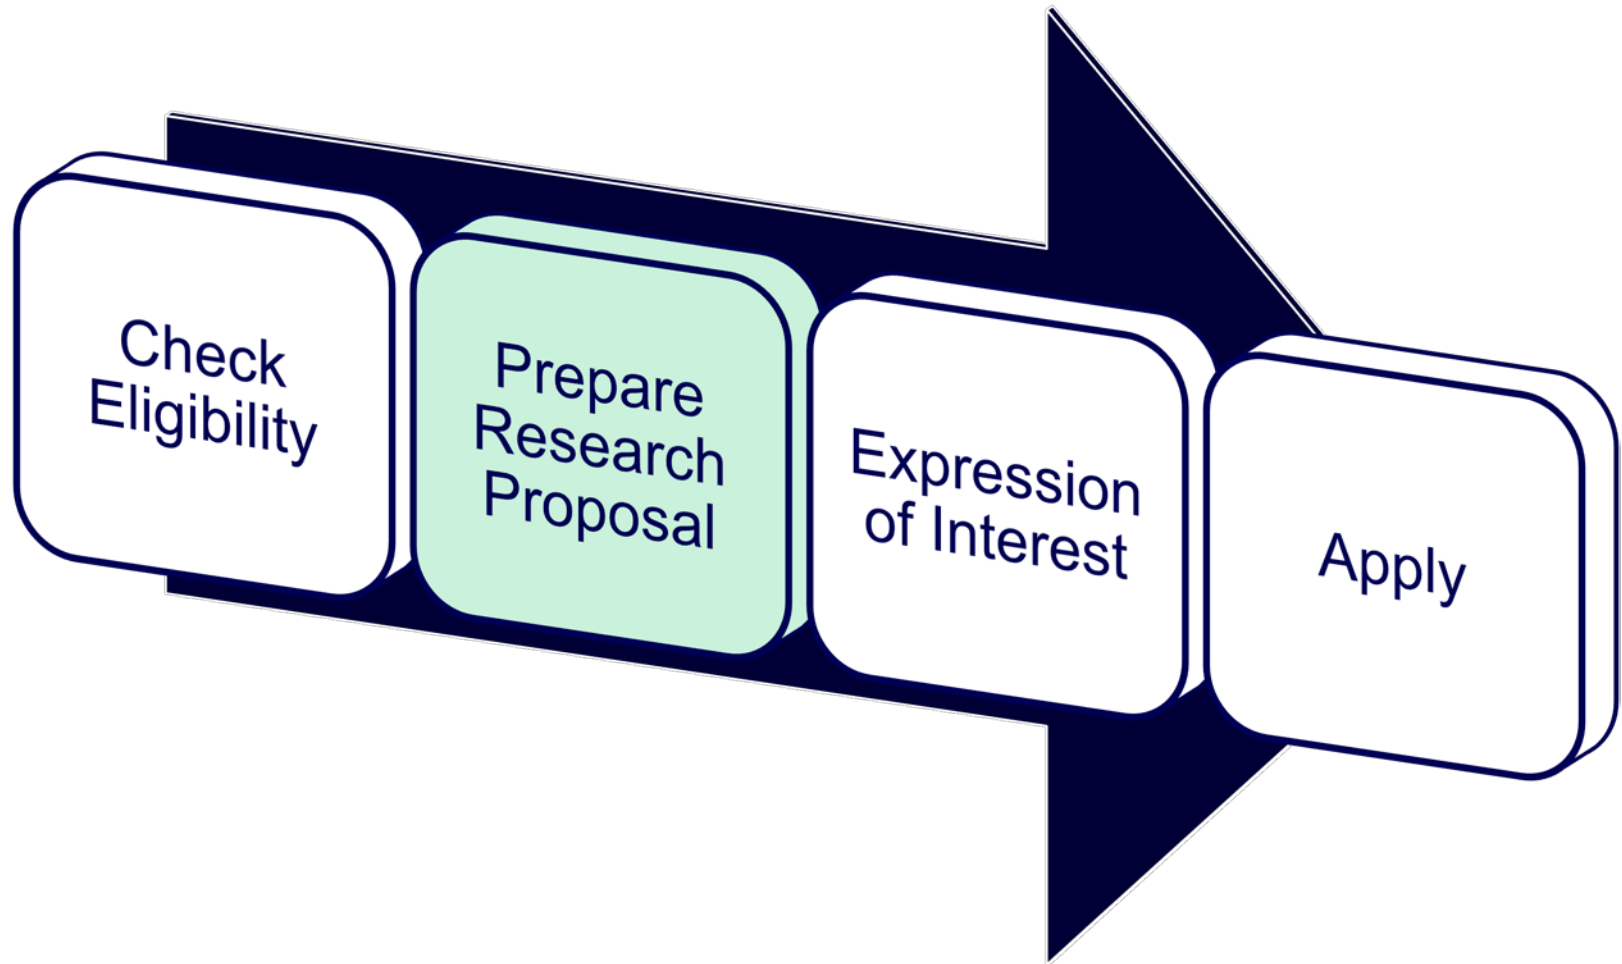 Check
Eligibility
Prepare
Research
Proposal
Expression
of Interest
Apply